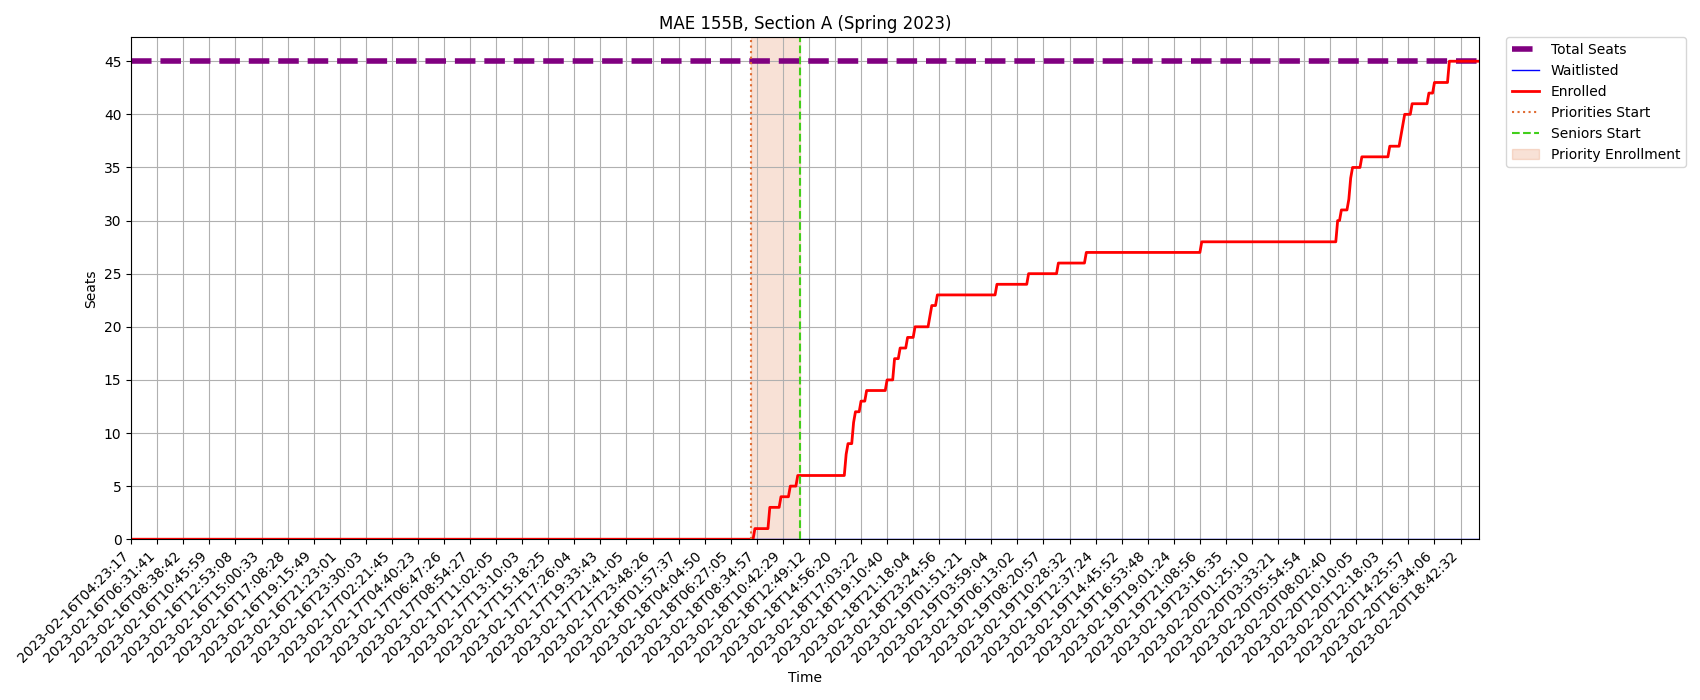 MAE 155B, Section A (Spring 2023)
Total Seats
Waitlisted
Enrolled
Priorities Start
Seniors Start
Priority Enrollment
45
40
35
30
25
20
15
10
5
0
Seats
2023-02-16T04:23:17
2023-02-16T06:31:41
2023-02-16T08:38:42
2023-02-16T10:45:59
2023-02-16T12:53:08
2023-02-16T15:00:33
2023-02-16T17:08:28
2023-02-16T19:15:49
2023-02-16T21:23:01
2023-02-16T23:30:03
2023-02-17T02:21:45
2023-02-17T04:40:23
2023-02-17T06:47:26
2023-02-17T08:54:27
2023-02-17T11:02:05
2023-02-17T13:10:03
2023-02-17T15:18:25
2023-02-17T17:26:04
2023-02-17T19:33:43
2023-02-17T21:41:05
2023-02-17T23:48:26
2023-02-18T01:57:37
2023-02-18T04:04:50
2023-02-18T06:27:05
2023-02-18T08:34:57
2023-02-18T10:42:29
2023-02-18T12:49:12
2023-02-18T14:56:20
2023-02-18T17:03:22
2023-02-18T19:10:40
2023-02-18T21:18:04
2023-02-18T23:24:56
2023-02-19T01:51:21
2023-02-19T03:59:04
2023-02-19T06:13:02
2023-02-19T08:20:57
2023-02-19T10:28:32
2023-02-19T12:37:24
2023-02-19T14:45:52
2023-02-19T16:53:48
2023-02-19T19:01:24
2023-02-19T21:08:56
2023-02-19T23:16:35
2023-02-20T01:25:10
2023-02-20T03:33:21
2023-02-20T05:54:54
2023-02-20T08:02:40
2023-02-20T10:10:05
2023-02-20T12:18:03
2023-02-20T14:25:57
2023-02-20T16:34:06
2023-02-20T18:42:32
Time